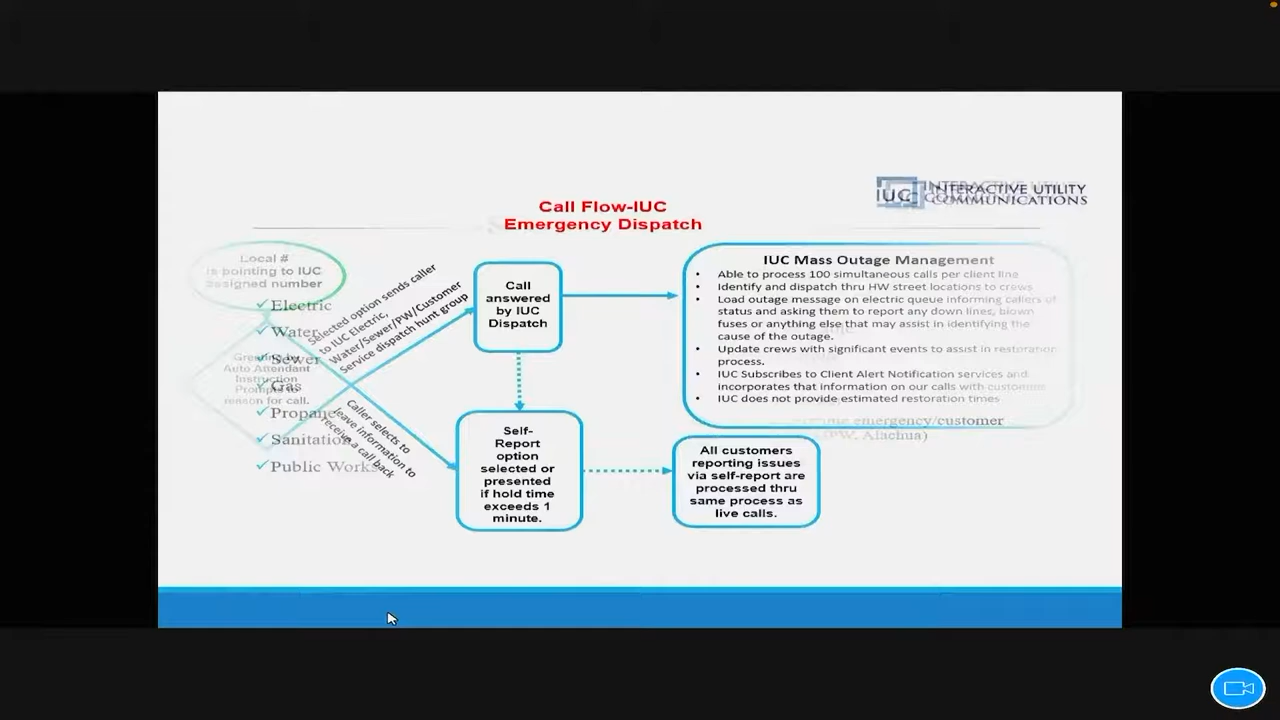 IUC INTERACTIVE UTILITY
COMMUNICATIONS
Call Flow-IUC
Emergency Dispatch
Local #
is pointing to IUC
assigned number
Electric
Water
Sewer
Gas
Propane
Sanitation
Public Works
Greeting by
Auto Attendant
Instruction
Prompts to
reason for call.
Selected option sends caller
to IUC Electric,
Water/Sewer/PW/Customer
Service dispatch hunt group
Caller selects to
leave information to
receive a call back
Call
answered
by IUC
Dispatch
Self-
Report
option
selected or
presented
if hold time
exceeds 1
minute.
IUC Mass Outage Management
• Able to process 100 simultaneous calls per client line
• Identify and dispatch thru HW street locations to crews
• Load outage message on electric queue informing callers of
status and asking them to report any down lines, blown
fuses or anything else that may assist in identifying the
cause of the outage.
• Update crews with significant events to assist in restoration
process.
• IUC Subscribes to Client Alert Notification services and
incorporates that information on our calls with customers
• IUC does not provide estimated restoration times
emergency/customer
(PW, Alachua)
All customers
reporting issues
via self-report are
processed thru
same process as
live calls.